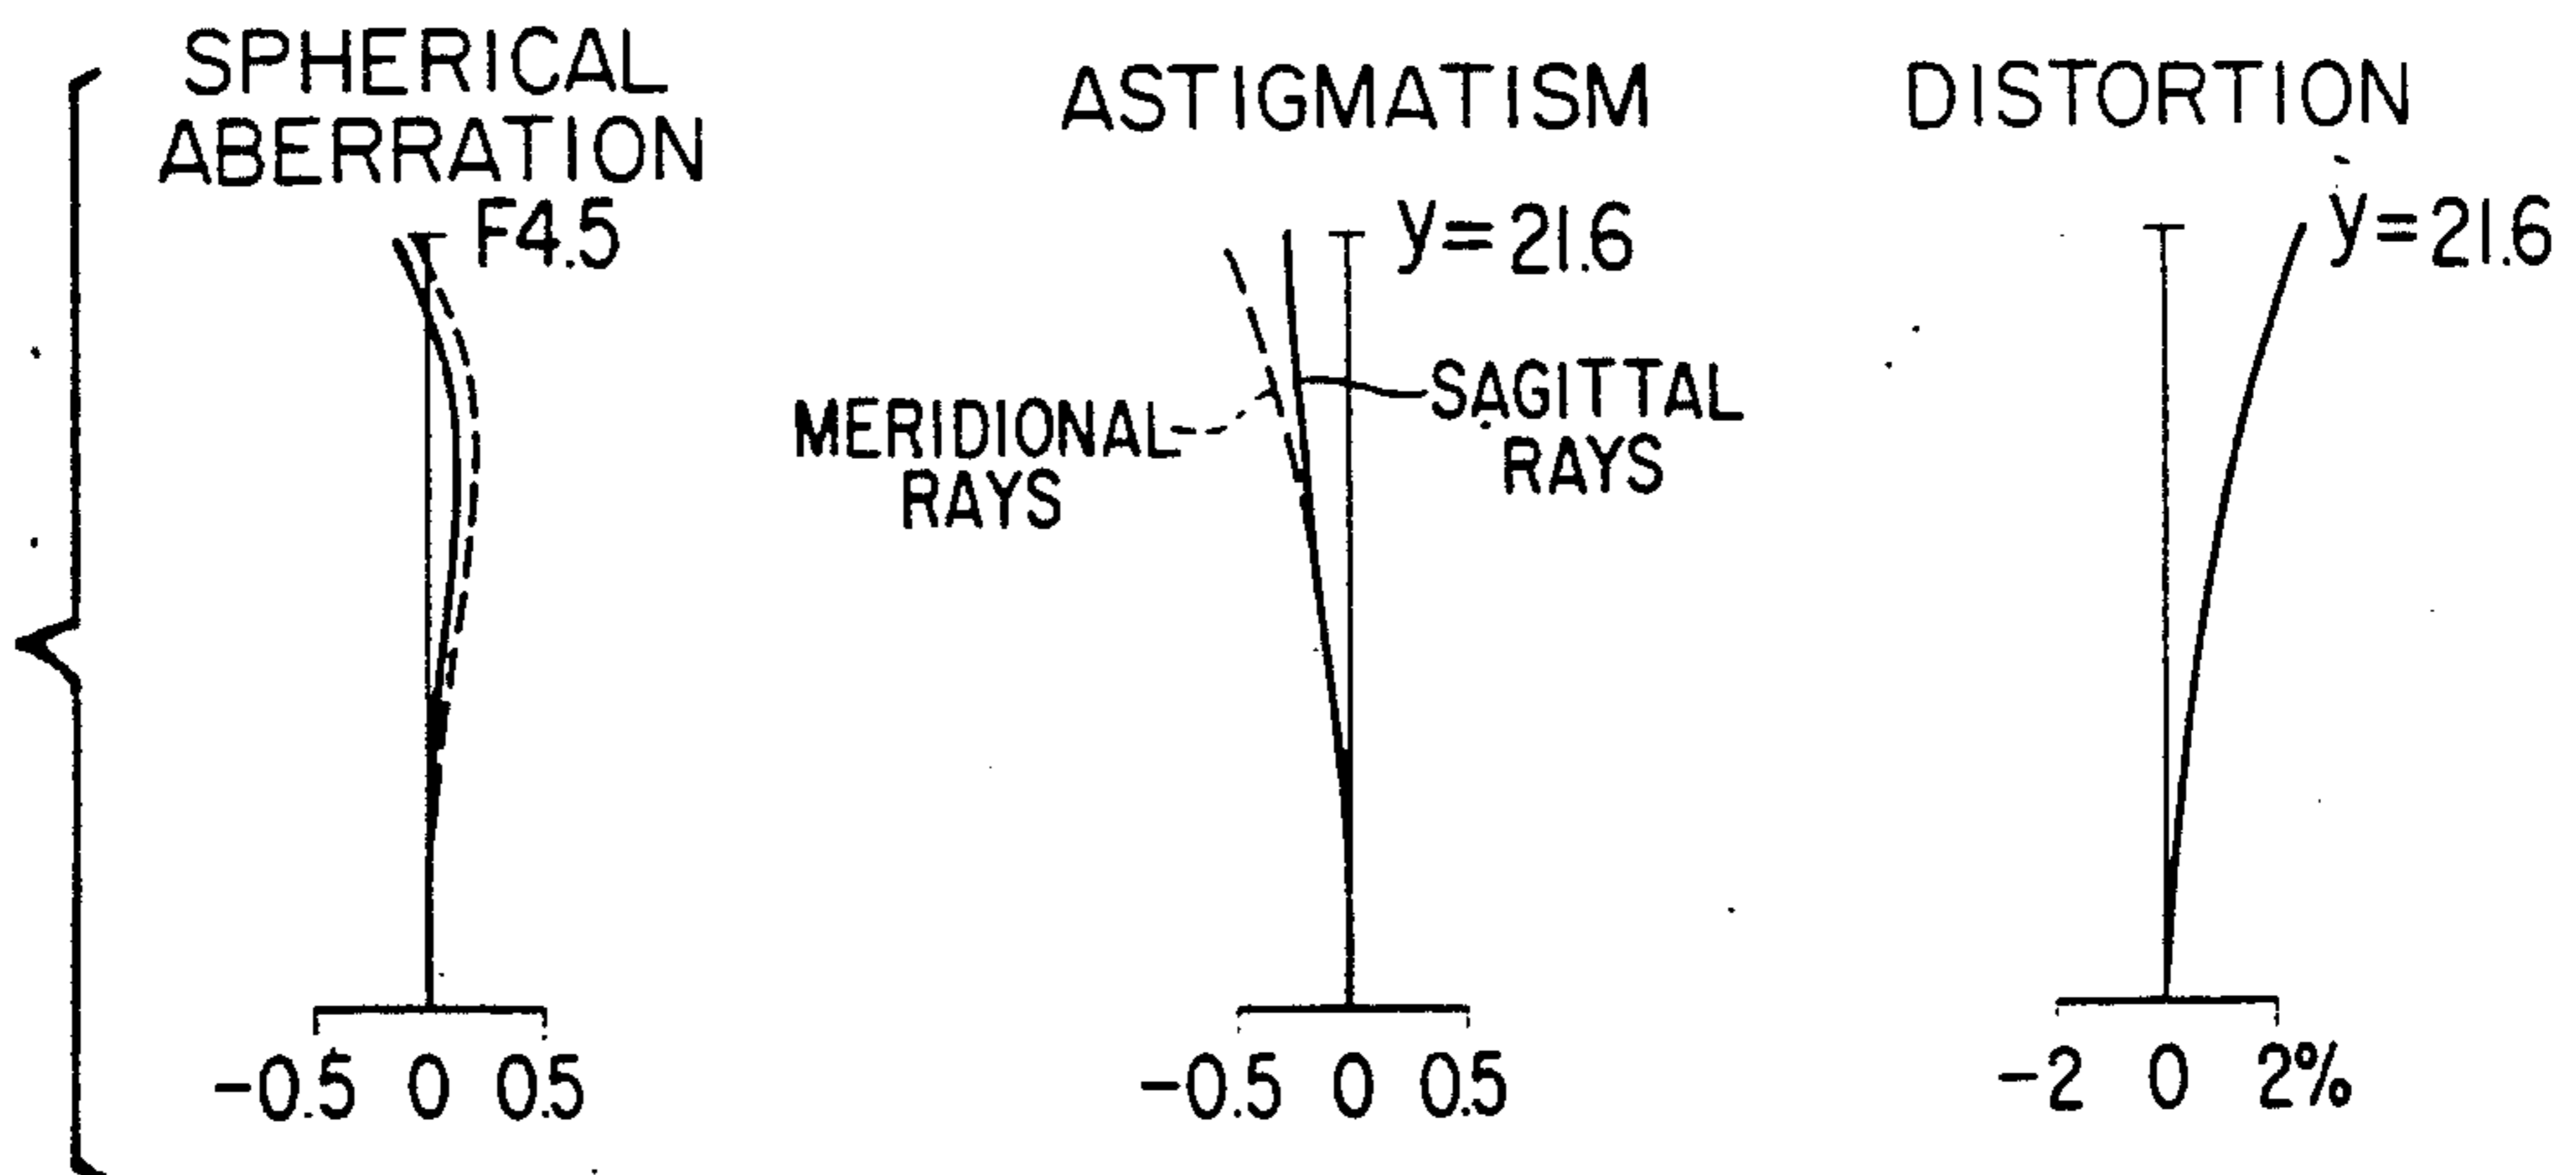 SPHERICAL
ABERRATION
F4.5
-0.5 0 0.5
ASTIGMATISM
y=21.6
MERIDIONAL
RAYS
SAGITTAL
RAYS
-0.5 0 0.5
DISTORTION
y=21.6
-2 0 2%